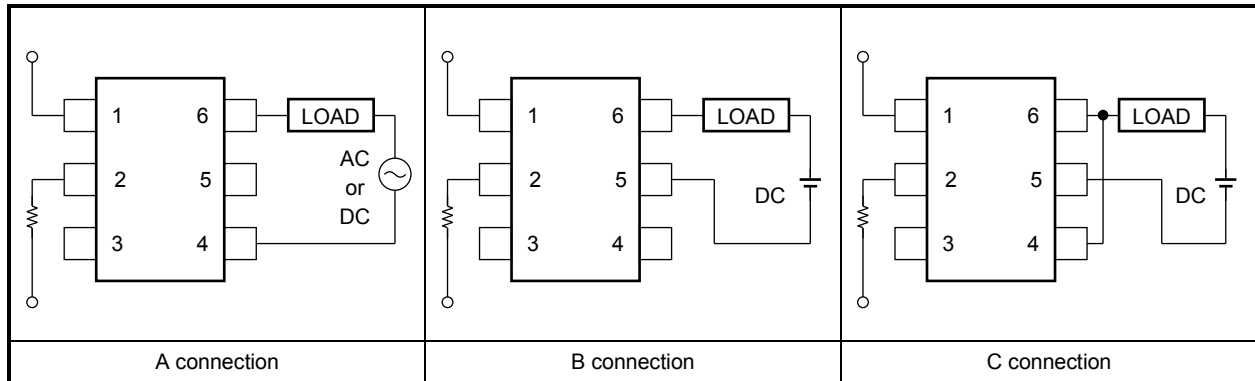 1 6 LOAD
2 5 AC or DC
3 4
A connection
1 6 LOAD
2 5 DC
3 4
B connection
1 6 LOAD
2 5 DC
3 4
C connection